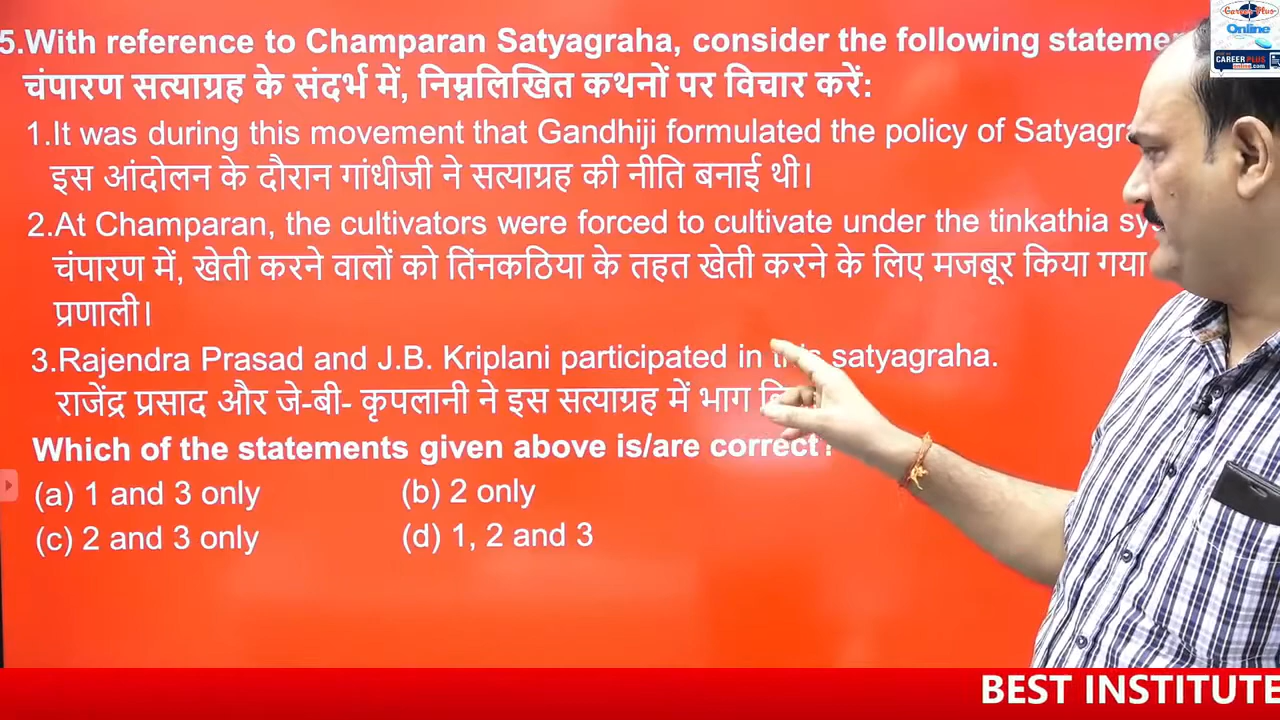 5.With reference to Champaran Satyagraha, consider the following
चंपारण सत्याग्रह के संदर्भ में, निम्नलिखित कथनों पर विचार करें:
1.It was during this movement that Gandhiji formulated the policy of
इस आंदोलन के दौरान गांधीजी ने सत्याग्रह की नीति बनाई थी।
2.At Champaran, the cultivators were forced to cultivate under the tinkathia
चंपारण में, खेती करने वालों को तिंनकठिया के तहत खेती करने के लिए मजबूर किया गया
प्रणाली।
3.Rajendra Prasad and J.B. Kriplani participated in this satyagraha.
राजेंद्र प्रसाद और जे-बी- कृपलानी ने इस सत्याग्रह में भाग
Which of the statements given above is/are correct?
(a) 1 and 3 only (b) 2 only
(c) 2 and 3 only (d) 1, 2 and 3
Career Plus
Online
CAREER PLUS
online.com
BEST INSTITUTE